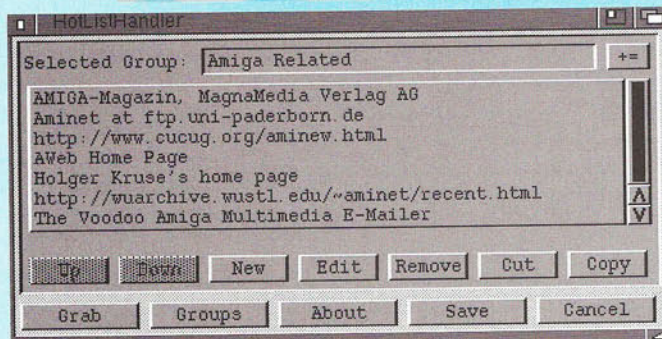 HotListHandler
Selected Group: Amiga Related +=
AMIGA-Magazin, MagnaMedia Verlag AG
Aminet at ftp.uni-paderborn.de
http://www.cucug.org/aminew.html
AWeb Home Page
Holger Kruse's home page
http://wuarchive.wustl.edu/~aminet/recent.html
The Voodoo Amiga Multimedia E-Mailer
Up Down New Edit Remove Cut Copy
Grab Groups About Save Cancel